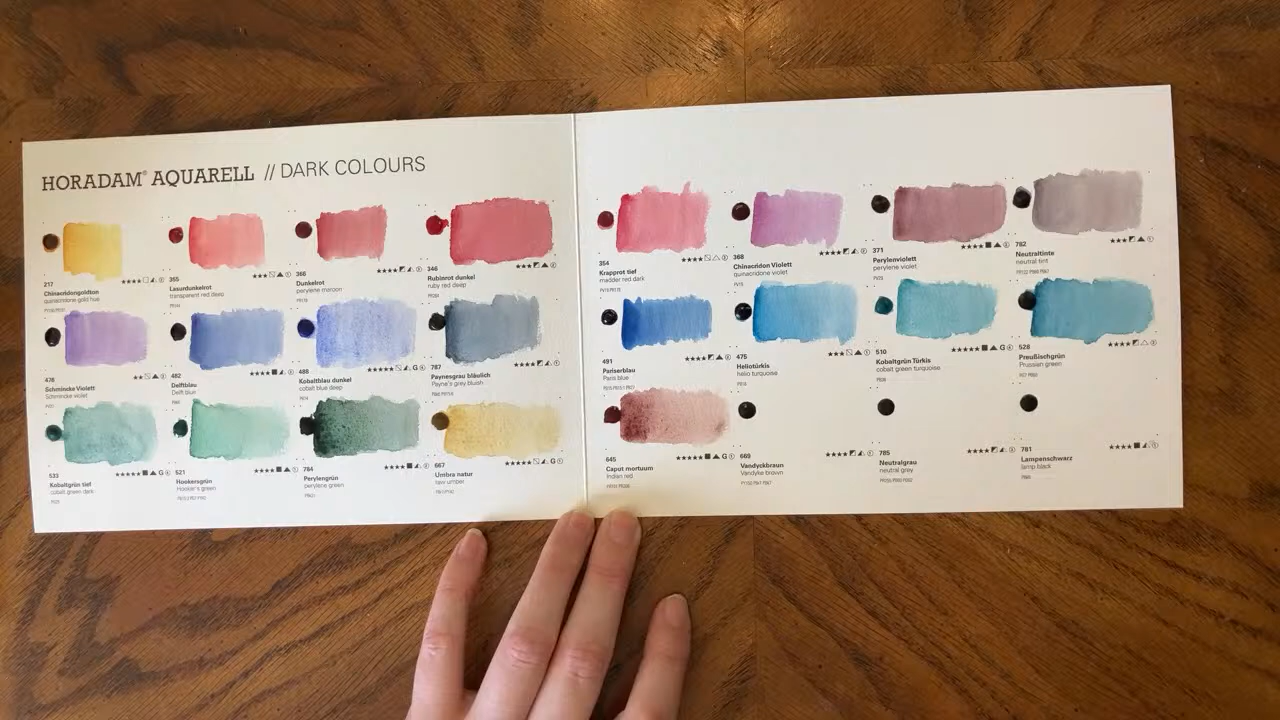 HORADAM® AQUARELL // DARK COLOURS
217
Chinacridongoldton
quinacridone gold hue
355
Lasurdunkelrot
transparent red deep
366
Dunkelrot
perylene maroon
346
Rubinrot dunkel
ruby red deep
476
Schmincke Violett
Schmincke violet
482
Delftblau
Delft blue
488
Kobaltblau dunkel
cobalt blue deep
787
Paynesgrau bläulich
Payne's grey bluish
533
Kobaltgrün tief
cobalt green dark
521
Hookersgrün
Hooker's green
784
Perylengrün
perylene green
667
Umbra natur
raw umber
354
Krapprot tief
madder red dark
368
Chinacridon Violett
quinacridone violet
371
Perylenviolett
perylene violet
782
Neutraltinte
neutral tint
491
Pariserblau
Paris blue
475
Heliotürkis
helio turquoise
510
Kobaltgrün Türkis
cobalt green turquoise
528
Preußischgrün
Prussian green
645
Caput mortuum
Indian red
669
Vandyckbraun
Vandyke brown
785
Neutralgrau
neutral grey
781
Lampenschwarz
lamp black